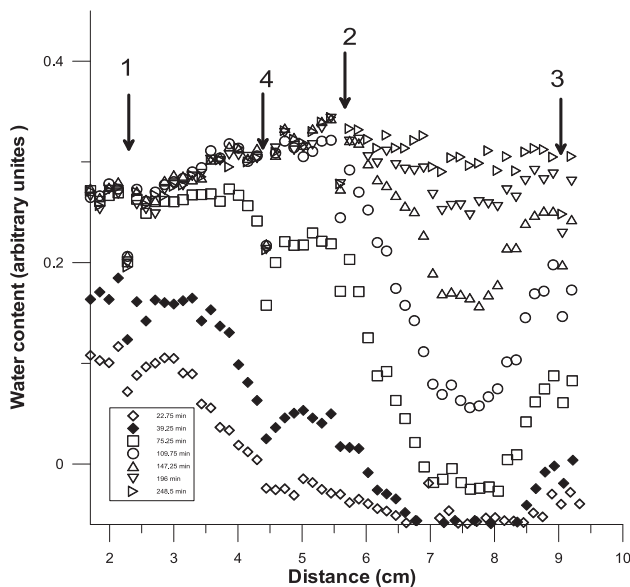 1
4
2
3
0.4
0.2
0
Water content (arbitrary unites )
22.75 min
39,25 min
75.25 min
109,75 min
147,25 min
196 min
248,5 min
2 3 4 5 6 7 8 9 10
Distance (cm)